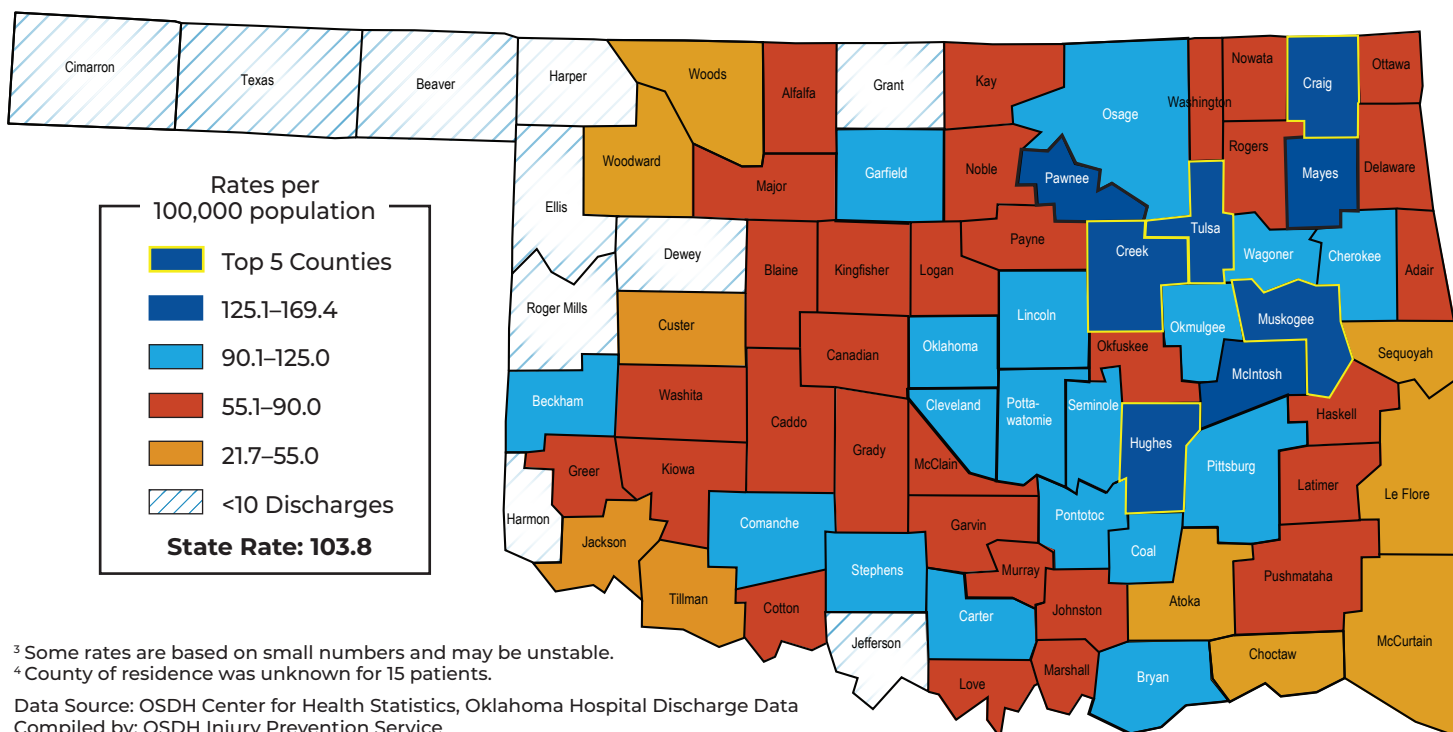 Cimarron
Texas
Beaver
Harper
Woods
Alfalfa
Grant
Kay
Osage
Washington
Nowata
Craig
Ottawa
Woodward
Major
Garfield
Noble
Pawnee
Rogers
Mayes
Delaware
Ellis
Dewey
Blaine
Kingfisher
Logan
Payne
Creek
Tulsa
Wagoner
Cherokee
Adair
Roger Mills
Custer
Canadian
Oklahoma
Lincoln
Okfuskee
Okmulgee
Muskogee
Sequoyah
Beckham
Washita
Caddo
Grady
Cleveland
Potta-
watomie
Seminole
Hughes
McIntosh
Haskell
Greer
Kiowa
McClain
Pittsburg
Latimer
Le Flore
Harmon
Jackson
Comanche
Garvin
Pontotoc
Coal
Tillman
Cotton
Stephens
Murray
Johnston
Atoka
Pushmataha
Jefferson
Carter
Love
Marshall
Bryan
Choctaw
McCurtain
Rates per
100,000 population
Top 5 Counties
125.1–169.4
90.1–125.0
55.1–90.0
21.7–55.0
<10 Discharges
State Rate: 103.8
³ Some rates are based on small numbers and may be unstable.
⁴ County of residence was unknown for 15 patients.
Data Source: OSDH Center for Health Statistics, Oklahoma Hospital Discharge Data
Compiled by: OSDH Injury Prevention Service